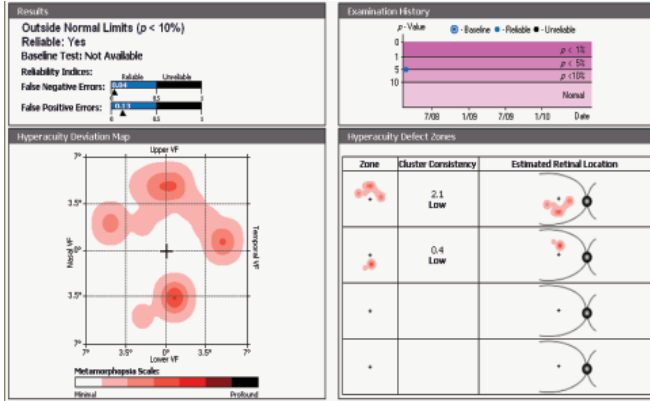 Results
Outside Normal Limits (p < 10%)
Reliable: Yes
Baseline Test: Not Available
Reliability Indices:
Reliable Unreliable
False Negative Errors: 0.04
0 0.5 1
False Positive Errors: 0.13
0 0.5 1
Examination History
p - Value - Baseline - Reliable - Unreliable
0
1
5
10
p < 1%
p < 5%
p <10%
Normal
7/08 1/09 7/09 1/10 Date
Hyperacuity Deviation Map
Upper VF
7°
3.5°
0°
3.5°
7°
Nasal VF
Temporal VF
7° 3.5° 0° 3.5° 7°
Lower VF
Metamorphopsia Scale:
Minimal Profound
Hyperacuity Defect Zones
Zone Cluster Consistency Estimated Retinal Location
2.1
Low
0.4
Low